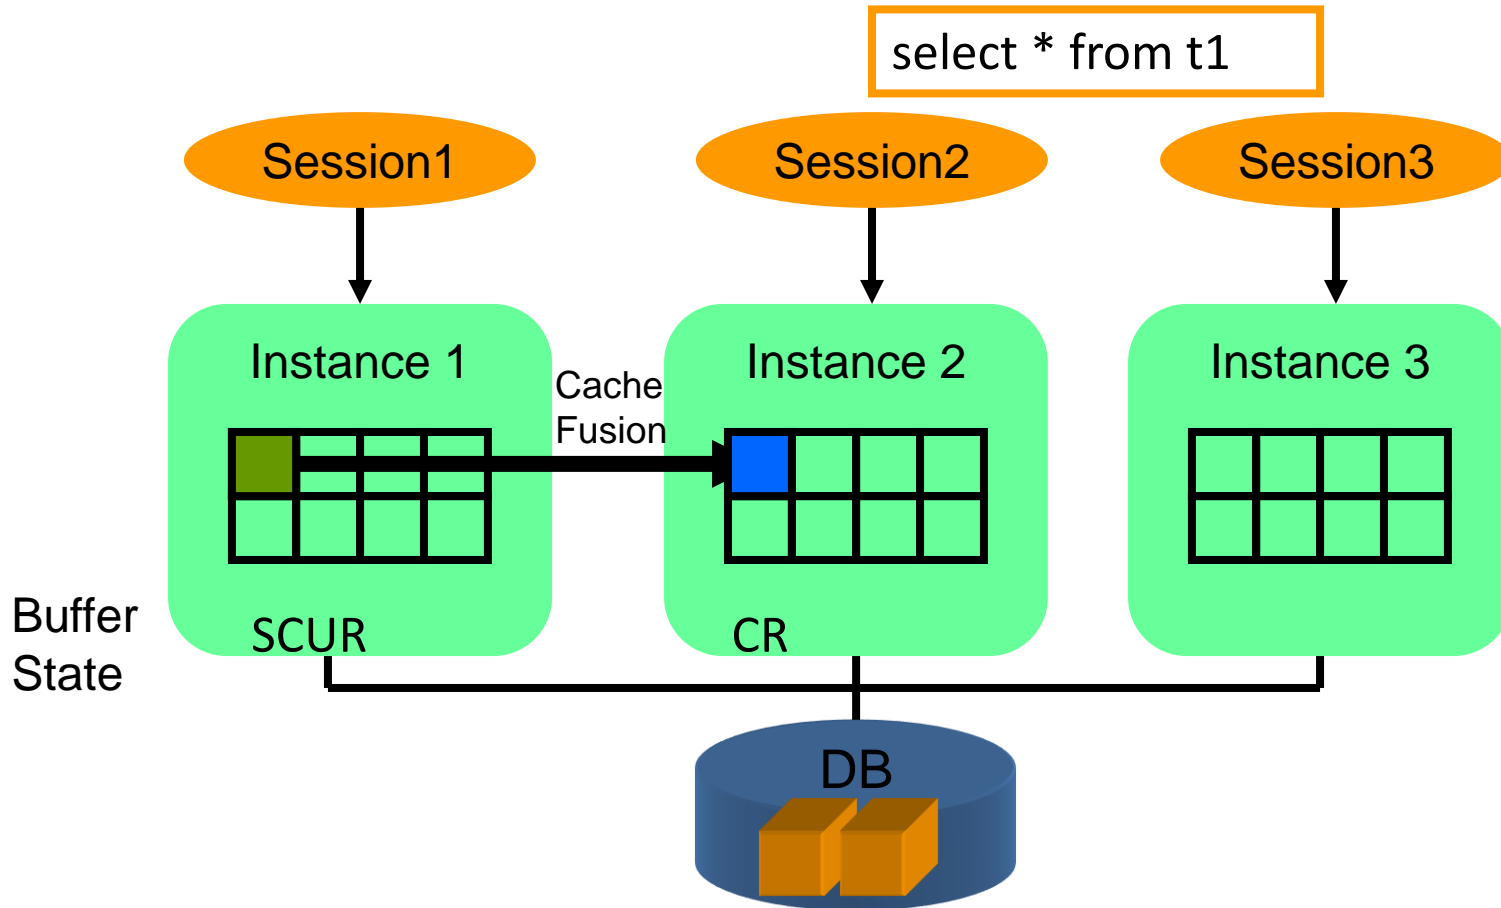 select * from t1
Session1
Session2
Session3
Instance 1
Instance 2
Instance 3
Cache
Fusion
Buffer
State
SCUR
CR
DB